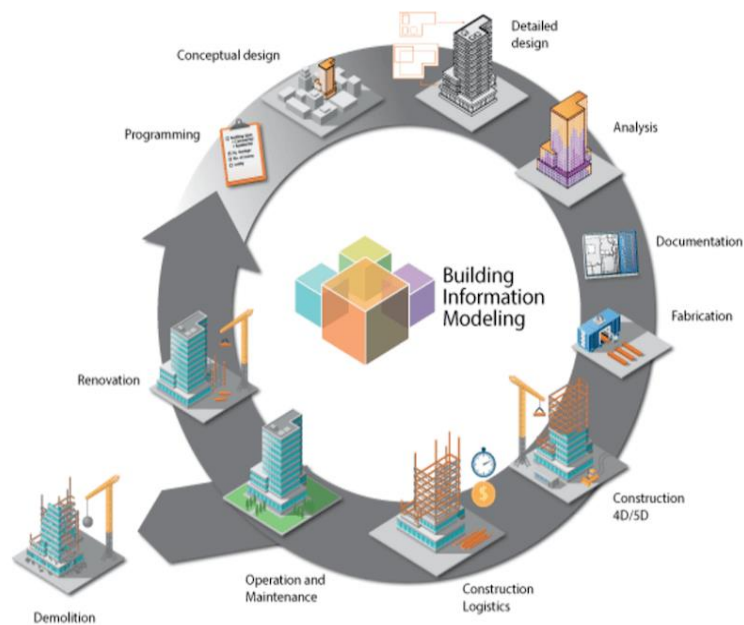 Detailed
design
Conceptual design
Programming
Analysis
Documentation
Building
Information
Modeling
Fabrication
Renovation
Construction
4D/5D
$
Operation and
Maintenance
Construction
Logistics
Demolition